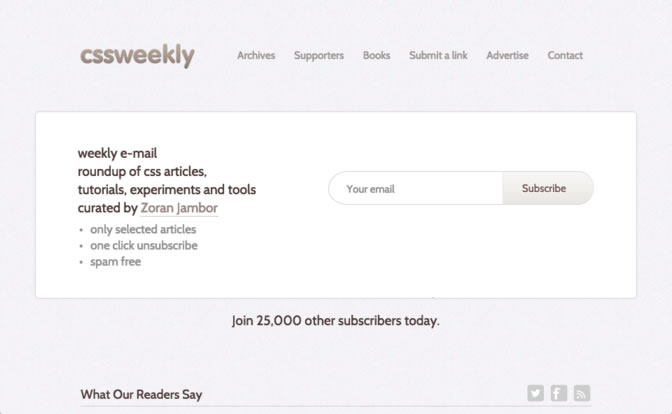 cssweekly
Archives Supporters Books Submit a link Advertise Contact
weekly e-mail
roundup of css articles,
tutorials, experiments and tools
curated by Zoran Jambor
• only selected articles
• one click unsubscribe
• spam free
Your email Subscribe
Join 25,000 other subscribers today.
What Our Readers Say